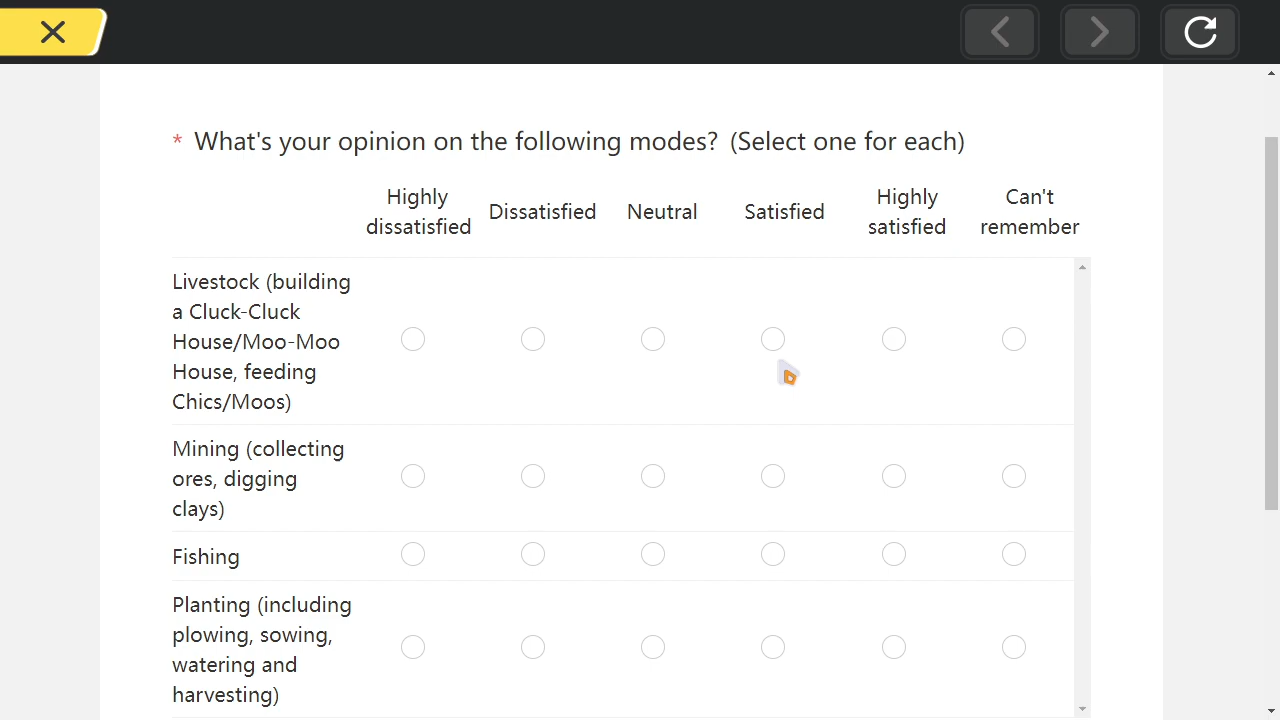 * What's your opinion on the following modes? (Select one for each)
Highly dissatisfied
Dissatisfied
Neutral
Satisfied
Highly satisfied
Can't remember
Livestock (building
a Cluck-Cluck
House/Moo-Moo
House, feeding
Chics/Moos)
Mining (collecting
ores, digging
clays)
Fishing
Planting (including
plowing, sowing,
watering and
harvesting)